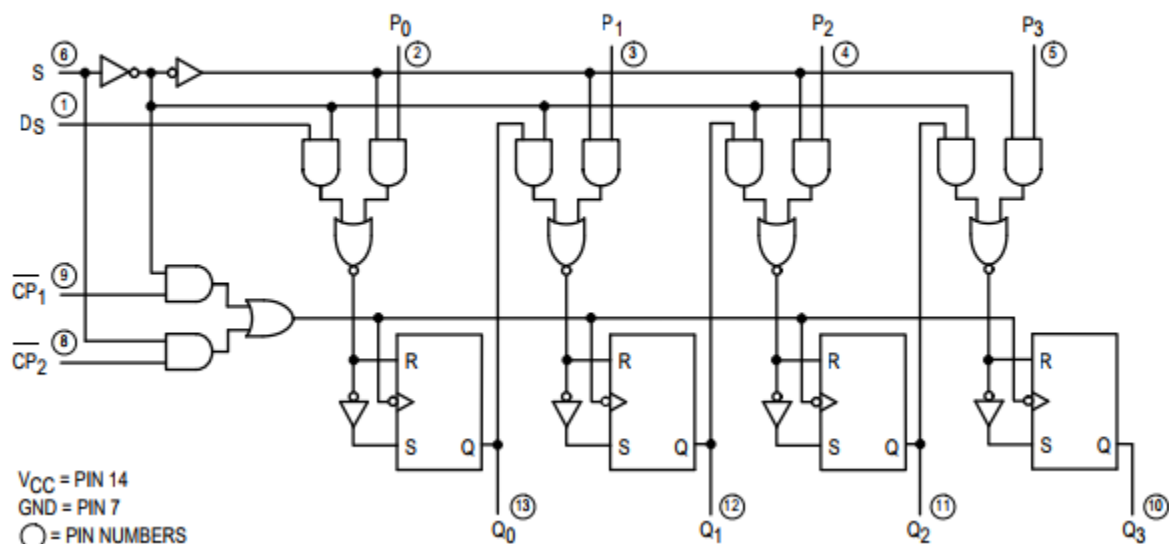 P0 P1 P2 P3
6 2 3 4 5
S
1
DS
9
CP1
8
CP2
R R R R
S Q S Q S Q S Q
VCC = PIN 14
GND = PIN 7
= PIN NUMBERS
13 12 11 10
Q0 Q1 Q2 Q3